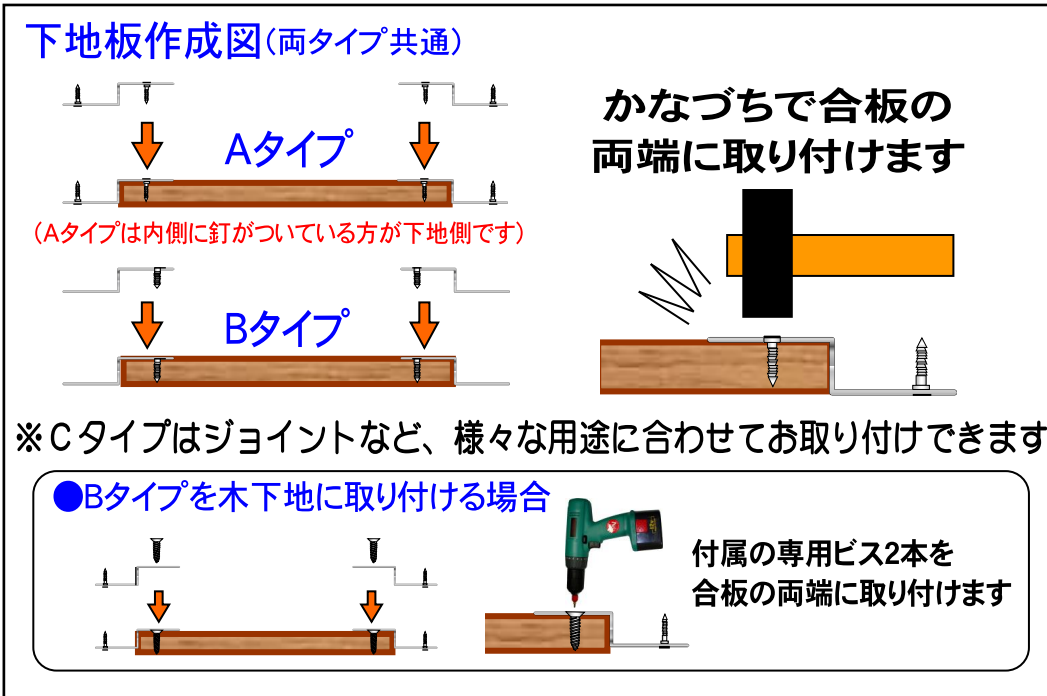 下地板作成図(両タイプ共通)
Aタイプ
(Aタイプは内側に釘がついている方が下地側です)
Bタイプ
かなづちで合板の
両端に取り付けます
※Cタイプはジョイントなど、様々な用途に合わせてお取り付けできます
●Bタイプを木下地に取り付ける場合
付属の専用ビス2本を
合板の両端に取り付けます